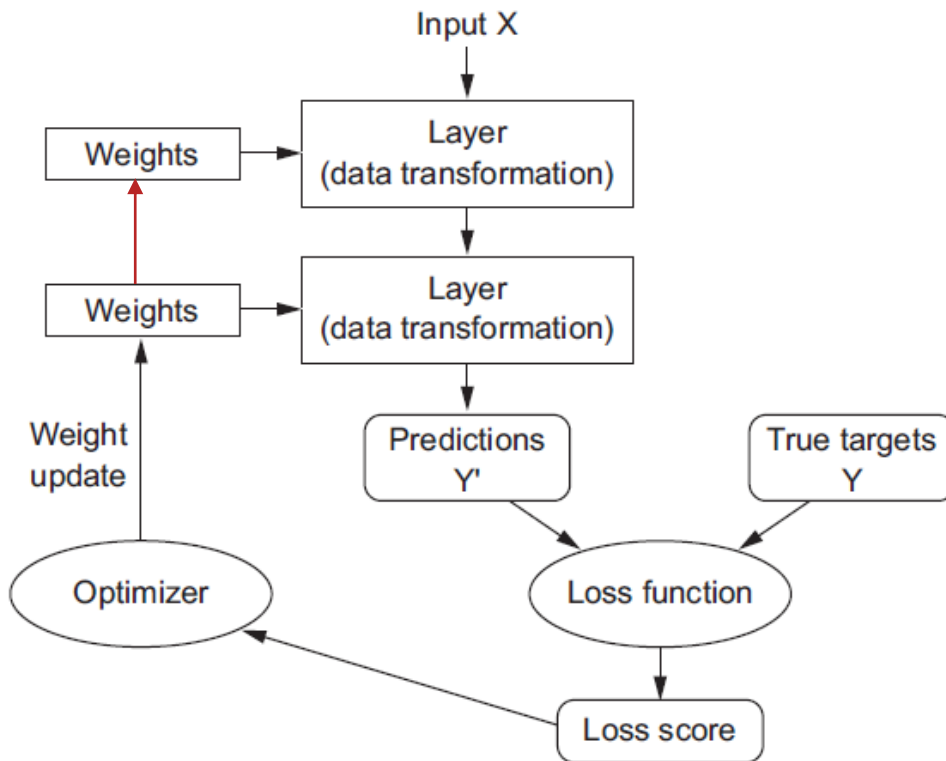 Input X
Weights
Layer
(data transformation)
Weights
Layer
(data transformation)
Weight
update
Predictions
Y'
True targets
Y
Optimizer
Loss function
Loss score